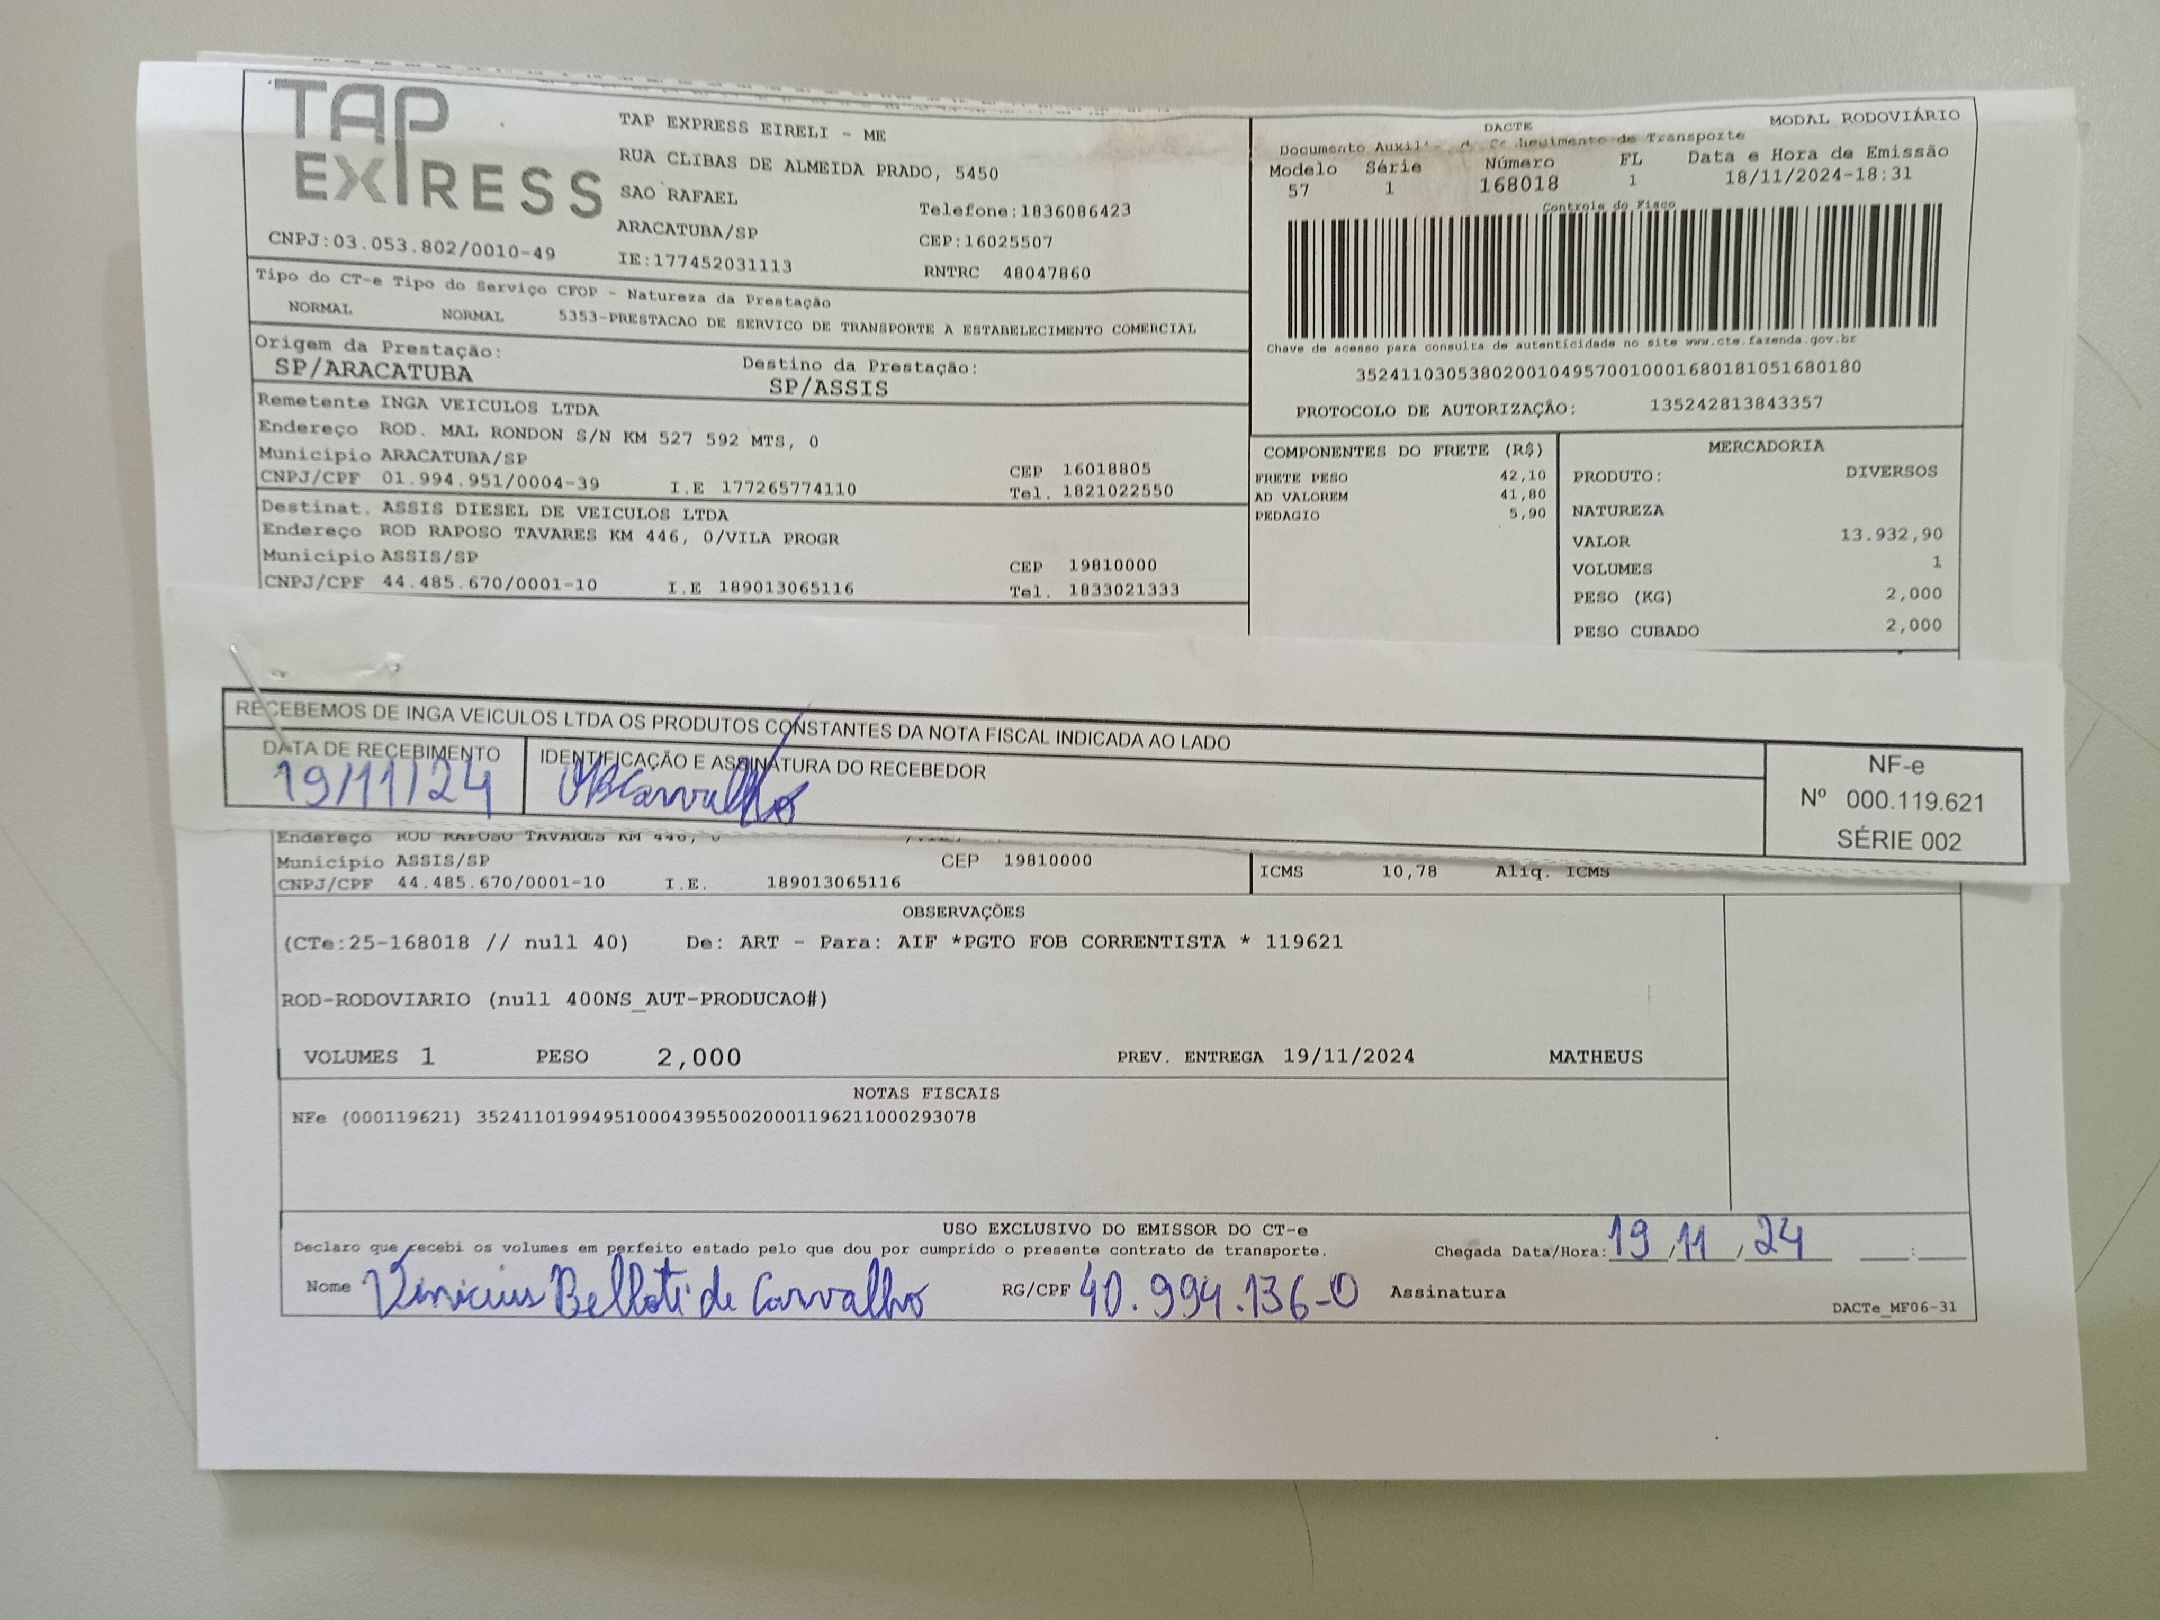 TAP
EXPRESS
CNPJ:03.053.802/0010-49
TAP EXPRESS EIRELI - ME
RUA CLIBAS DE ALMEIDA PRADO, 5450
SAO RAFAEL
Telefone:1836086423
ARACATUBA/SP
CEP:16025507
IE:177452031113
RNTRC 48047860
DACTE
MODAL RODOVIÁRIO
Documento de Transporte
Modelo Série Número FL Data e Hora de Emissão
57 1 168018 1 18/11/2024-18:31
Controle do Fisco
Chave de acesso para consulta de autenticidade no site www.cte.fazenda.gov.br
35241103053802001049570010001680181051680180
PROTOCOLO DE AUTORIZAÇÃO: 135242813843357
Tipo do CT-e Tipo do Serviço CFOP - Natureza da Prestação
NORMAL NORMAL 5353-PRESTACAO DE SERVICO DE TRANSPORTE A ESTABELECIMENTO COMERCIAL
Origem da Prestação: Destino da Prestação:
SP/ARACATUBA SP/ASSIS
Remetente INGA VEICULOS LTDA
Endereço ROD. MAL RONDON S/N KM 527 592 MTS, 0
Município ARACATUBA/SP CEP 16018805
CNPJ/CPF 01.994.951/0004-39 I.E 177265774110 Tel. 1821022550
Destinat. ASSIS DIESEL DE VEICULOS LTDA
Endereço ROD RAPOSO TAVARES KM 446, 0/VILA PROGR
Município ASSIS/SP CEP 19810000
CNPJ/CPF 44.485.670/0001-10 I.E 189013065116 Tel. 1833021333
COMPONENTES DO FRETE (R$)
FRETE PESO 42,10
AD VALOREM 41,80
PEDAGIO 5,90
MERCADORIA
PRODUTO: DIVERSOS
NATUREZA
VALOR 13.932,90
VOLUMES 1
PESO (KG) 2,000
PESO CUBADO 2,000
RECEBEMOS DE INGA VEICULOS LTDA OS PRODUTOS CONSTANTES DA NOTA FISCAL INDICADA AO LADO
DATA DE RECEBIMENTO IDENTIFICAÇÃO E ASSINATURA DO RECEBEDOR
19/11/24
NF-e
Nº 000.119.621
SÉRIE 002
Endereço ROD RAPOSO TAVARES KM 446, 0
Município ASSIS/SP CEP 19810000
CNPJ/CPF 44.485.670/0001-10 I.E. 189013065116
ICMS 10,78 Aliq. ICMS
OBSERVAÇÕES
(CTe:25-168018 // null 40) De: ART - Para: AIF *PGTO FOB CORRENTISTA * 119621
ROD-RODOVIARIO (null 400NS_AUT-PRODUCAO#)
VOLUMES 1 PESO 2,000 PREV. ENTREGA 19/11/2024 MATHEUS
NOTAS FISCAIS
NFe (000119621) 35241101994951000439550020001196211000293078
USO EXCLUSIVO DO EMISSOR DO CT-e
Declaro que recebi os volumes em perfeito estado pelo que dou por cumprido o presente contrato de transporte. Chegada Data/Hora: 19/11/24 __:__
Nome Vinicius Belloti de Carvalho RG/CPF 40.994.136-0 Assinatura
DACTe_MF06-31